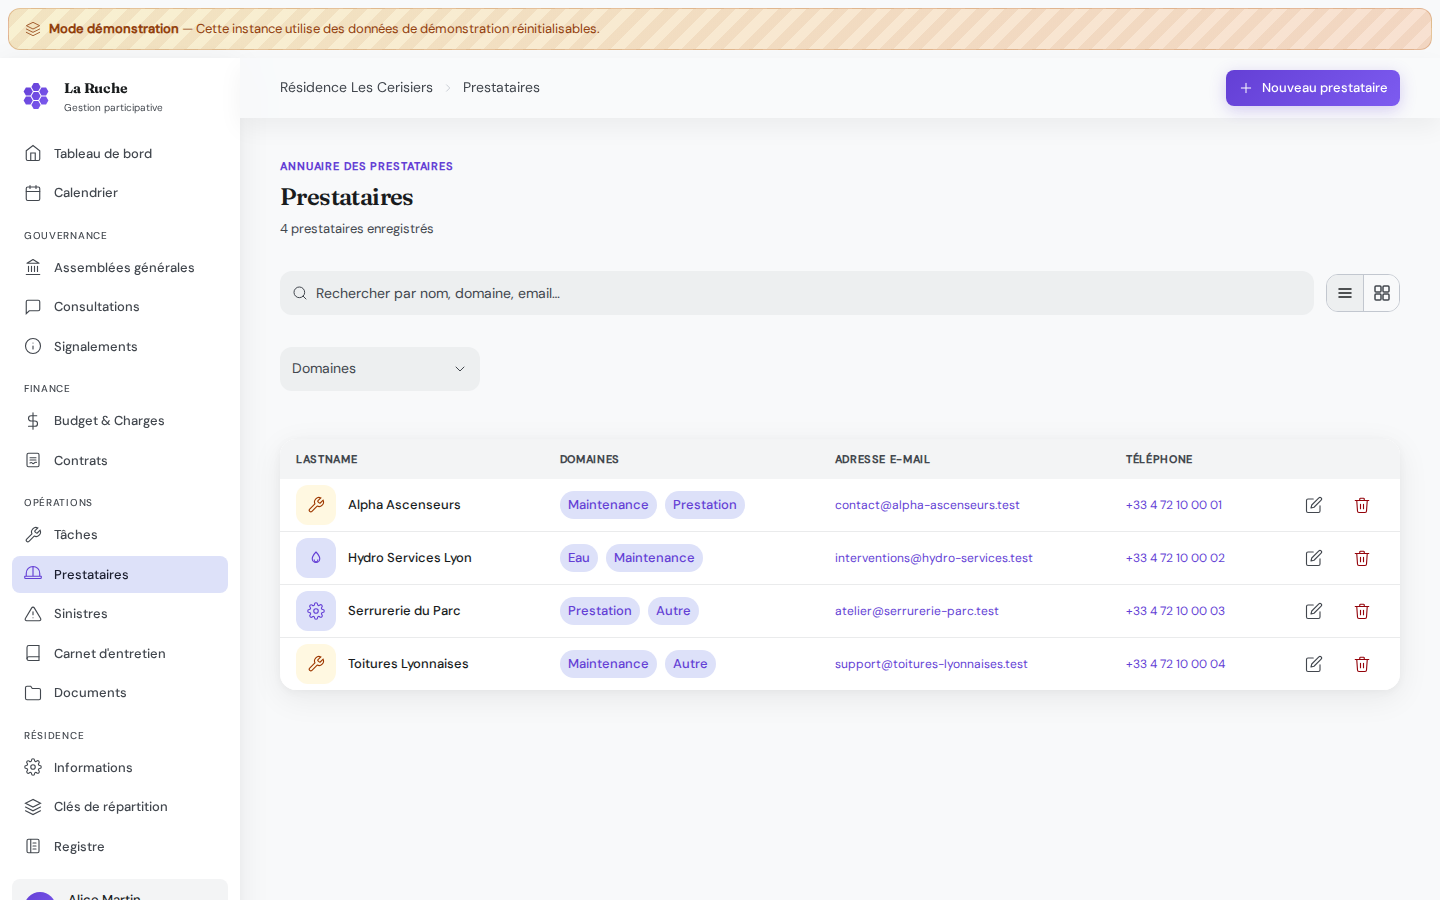 Mode démonstration — Cette instance utilise des données de démonstration réinitialisables.
La Ruche
Gestion participative
Tableau de bord
Calendrier
GOUVERNANCE
Assemblées générales
Consultations
Signalements
FINANCE
Budget & Charges
Contrats
OPÉRATIONS
Tâches
Prestataires
Sinistres
Carnet d'entretien
Documents
RÉSIDENCE
Informations
Clés de répartition
Registre
Alice Martin
Résidence Les Cerisiers
Prestataires
Nouveau prestataire
ANNUAIRE DES PRESTATAIRES
Prestataires
4 prestataires enregistrés
Rechercher par nom, domaine, email...
Domaines
LASTNAME DOMAINES ADRESSE E-MAIL TÉLÉPHONE
Alpha Ascenseurs Maintenance Prestation contact@alpha-ascenseurs.test +33 4 72 10 00 01
Hydro Services Lyon Eau Maintenance interventions@hydro-services.test +33 4 72 10 00 02
Serrurerie du Parc Prestation Autre atelier@serrurerie-parc.test +33 4 72 10 00 03
Toitures Lyonnaises Maintenance Autre support@toitures-lyonnaises.test +33 4 72 10 00 04